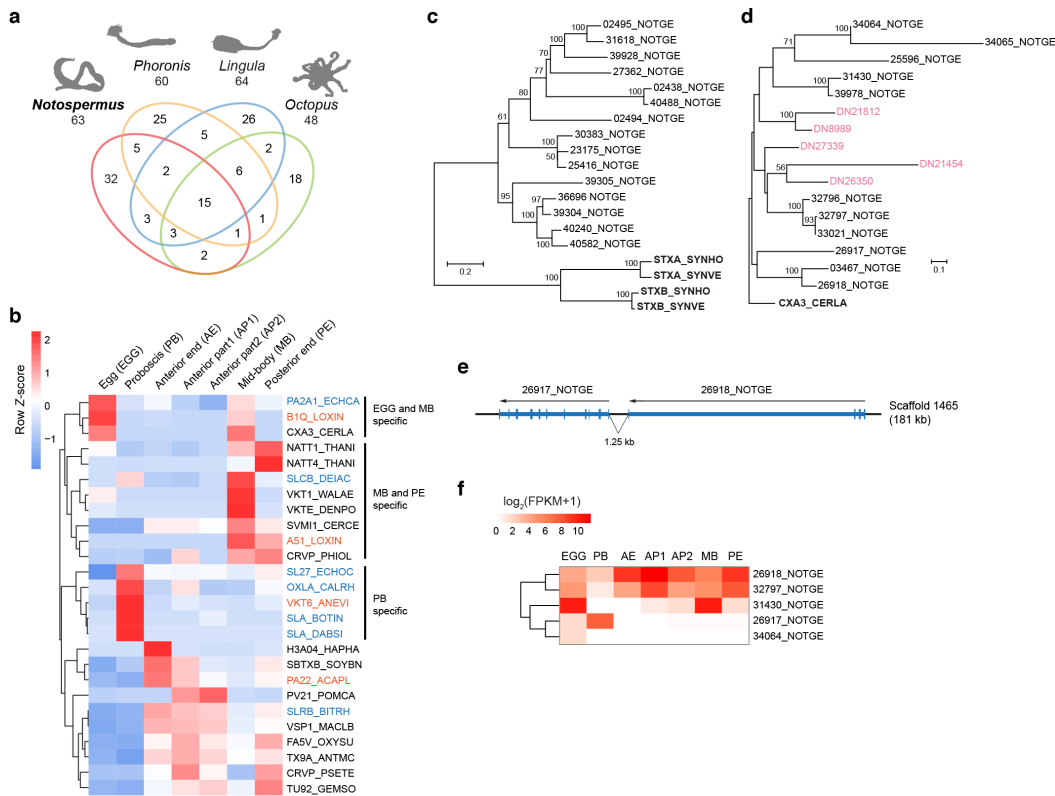 a
Phoronis
60
Lingula
64
Notospermus
63
Octopus
48
25
26
5
5
2
32
2
6
18
15
3
1
3
1
2
b
Row Z-score
2
1
0
−1
Egg (EGG)
Proboscis (PB)
Anterior end (AE)
Anterior part1 (AP1)
Anterior part2 (AP2)
Mid-body (MB)
Posterior end (PE)
PA2A1_ECHCA
B1Q_LOXIN
CXA3_CERLA
NATT1_THANI
NATT4_THANI
SLCB_DEIAC
VKT1_WALAE
VKTE_DENPO
SVMI1_CERCE
A51_LOXIN
CRVP_PHIOL
SL27_ECHOC
OXLA_CALRH
VKT6_ANEVI
SLA_BOTIN
SLA_DABSI
H3A04_HAPHA
SBTXB_SOYBN
PA22_ACAPL
PV21_POMCA
SLRB_BITRH
VSP1_MACLB
FA5V_OXYSU
TX9A_ANTMC
CRVP_PSETE
TU92_GEMSO
EGG and MB
specific
MB and PE
specific
PB
specific
c
02495_NOTGE
31618_NOTGE
39928_NOTGE
27362_NOTGE
02438_NOTGE
40488_NOTGE
02494_NOTGE
30383_NOTGE
23175_NOTGE
25416_NOTGE
39305_NOTGE
36696 NOTGE
39304_NOTGE
40240_NOTGE
40582_NOTGE
STXA_SYNHO
STXA_SYNVE
STXB_SYNHO
STXB_SYNVE
100
100
70
77
100
80
61
100
50
95
97
100
100
100
100
100
0.2
d
34064_NOTGE
34065_NOTGE
25596_NOTGE
31430_NOTGE
39978_NOTGE
DN21812
DN8989
DN27339
DN21454
DN26350
32796_NOTGE
32797_NOTGE
33021_NOTGE
26917_NOTGE
03467_NOTGE
26918_NOTGE
CXA3_CERLA
100
71
100
100
56
100
93
100
0.1
e
26917_NOTGE
26918_NOTGE
1.25 kb
Scaffold 1465
(181 kb)
f
log2(FPKM+1)
0 2 4 6 8 10
EGG PB AE AP1 AP2 MB PE
26918_NOTGE
32797_NOTGE
31430_NOTGE
26917_NOTGE
34064_NOTGE